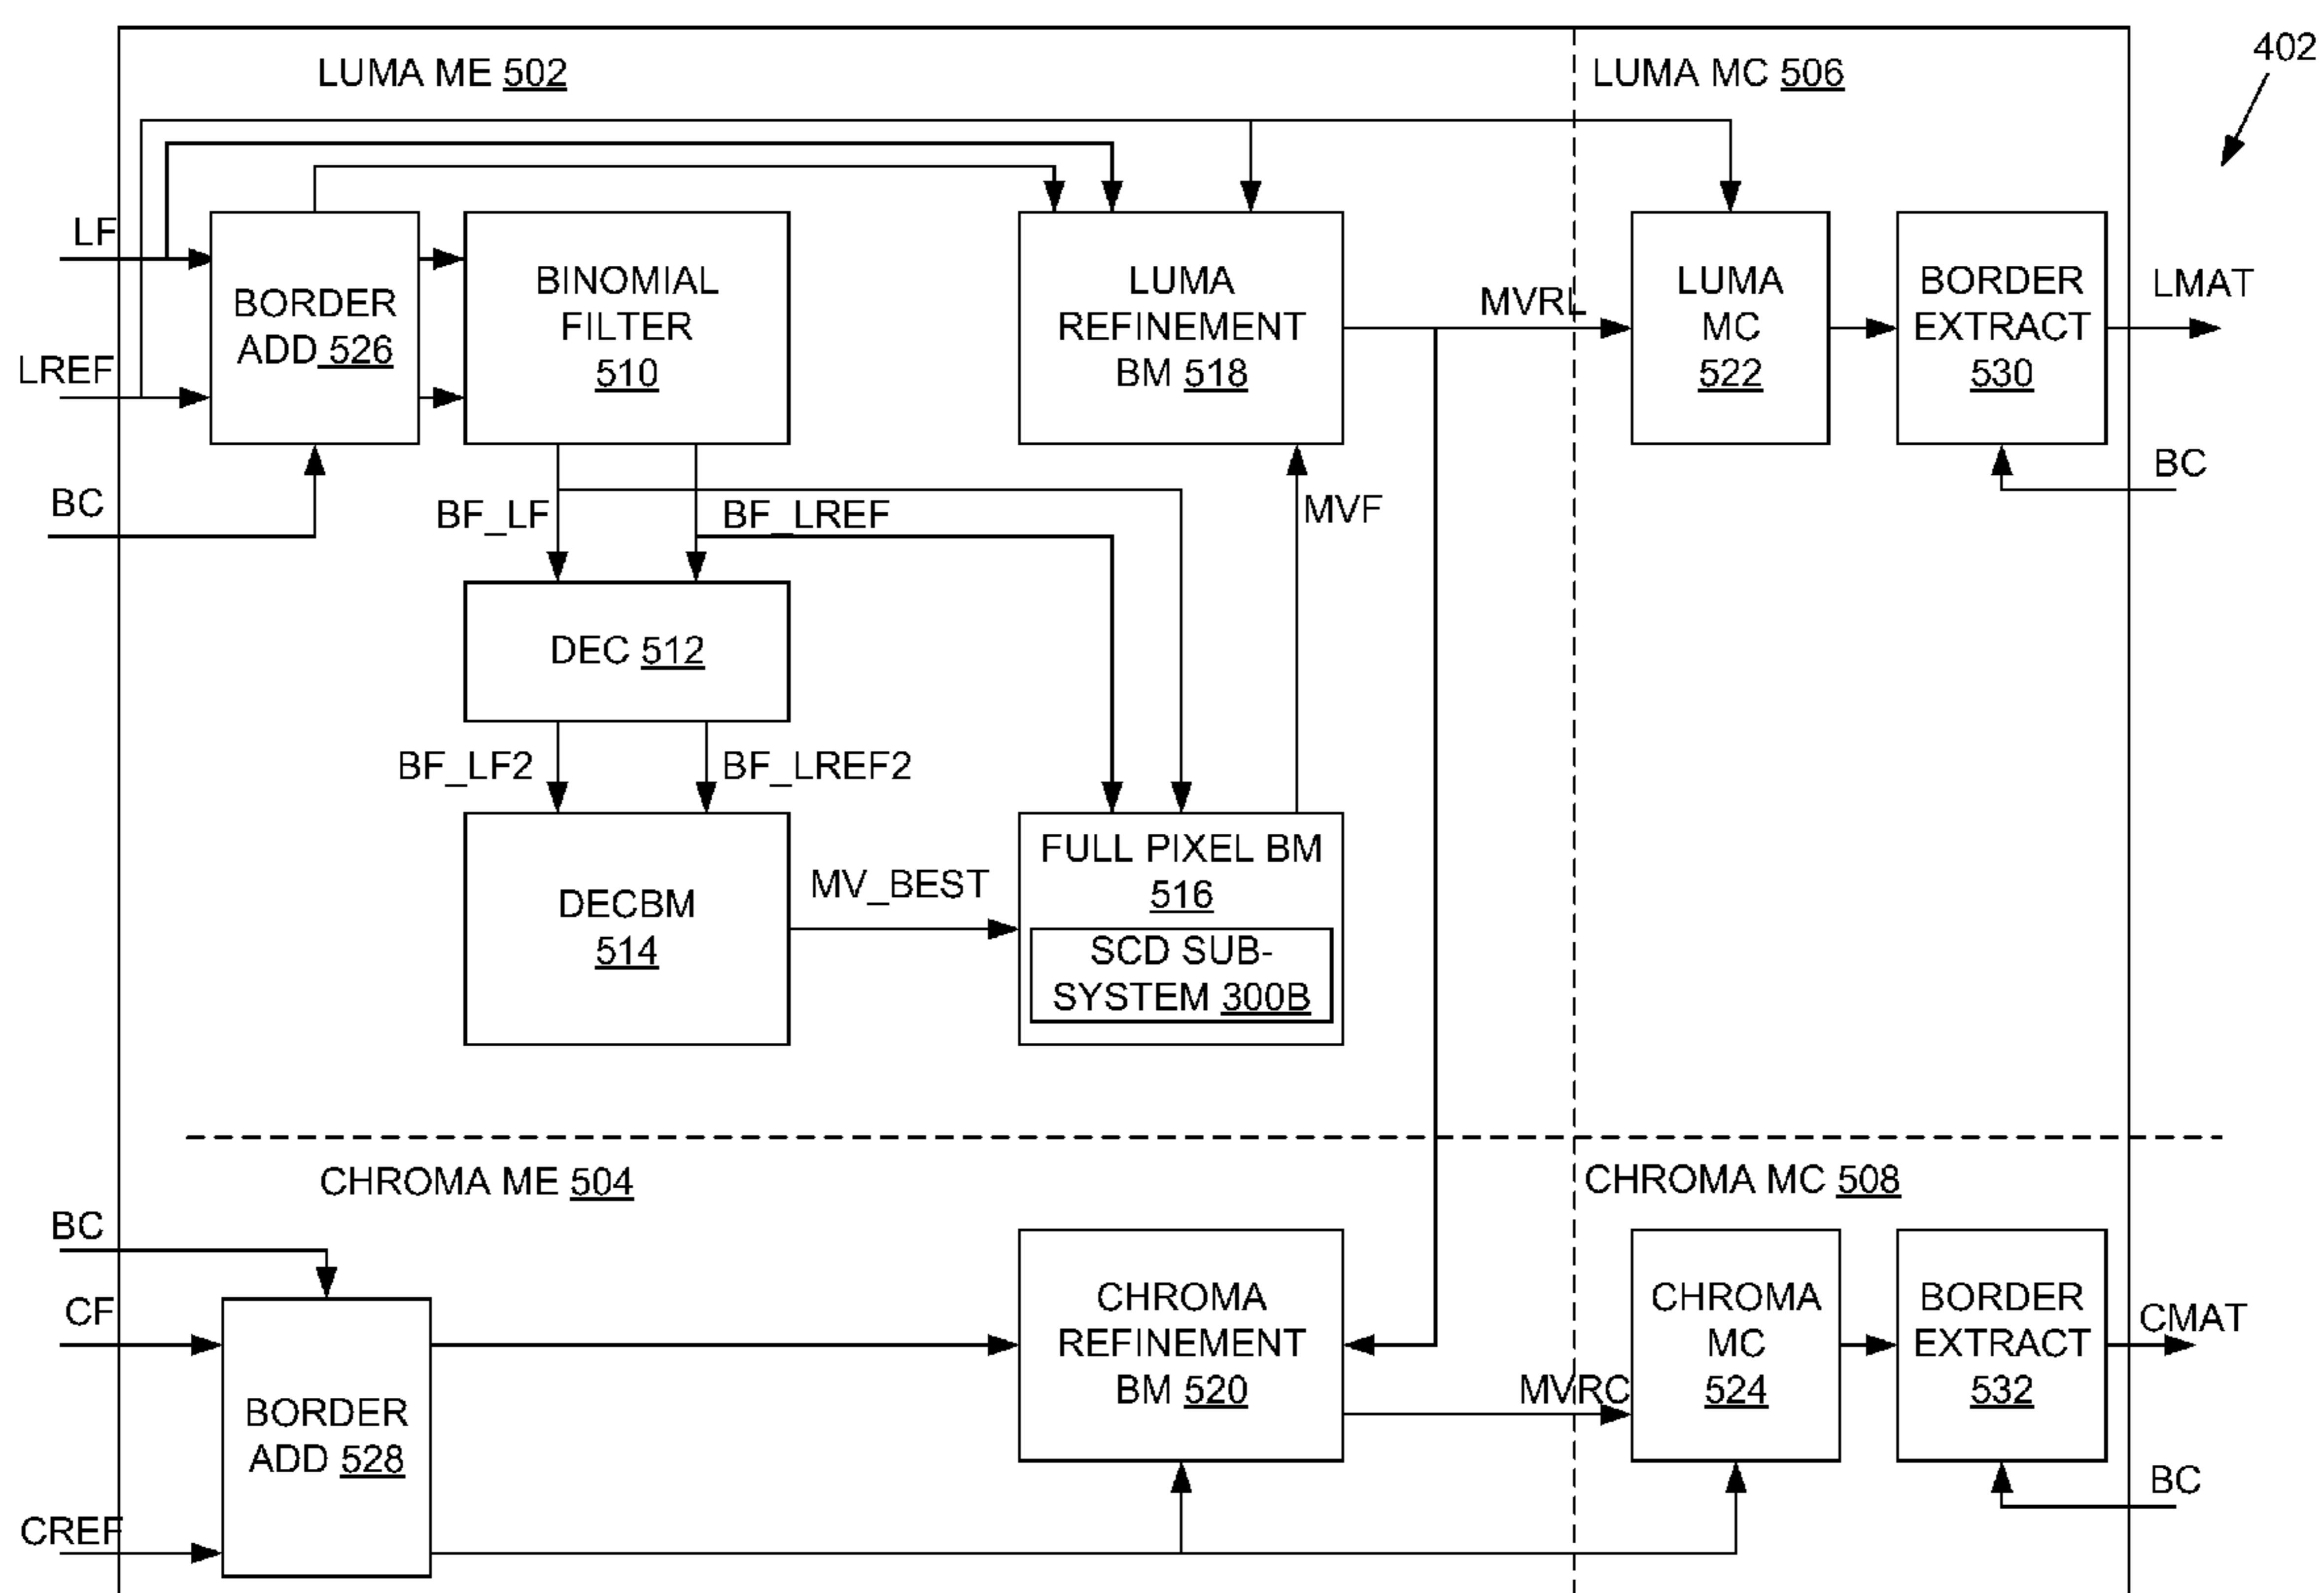 402
LUMA ME 502
LUMA MC 506
LF
LREF
BC
BORDER
ADD 526
BINOMIAL
FILTER
510
LUMA
REFINEMENT
BM 518
MVRL
LUMA
MC
522
BORDER
EXTRACT
530
LMAT
BC
BF_LF
BF_LREF
MVF
DEC 512
BF_LF2
BF_LREF2
DECBM
514
MV_BEST
FULL PIXEL BM
516
SCD SUB-
SYSTEM 300B
CHROMA ME 504
CHROMA MC 508
BC
CF
CREF
BORDER
ADD 528
CHROMA
REFINEMENT
BM 520
MVRC
CHROMA
MC
524
BORDER
EXTRACT
532
CMAT
BC